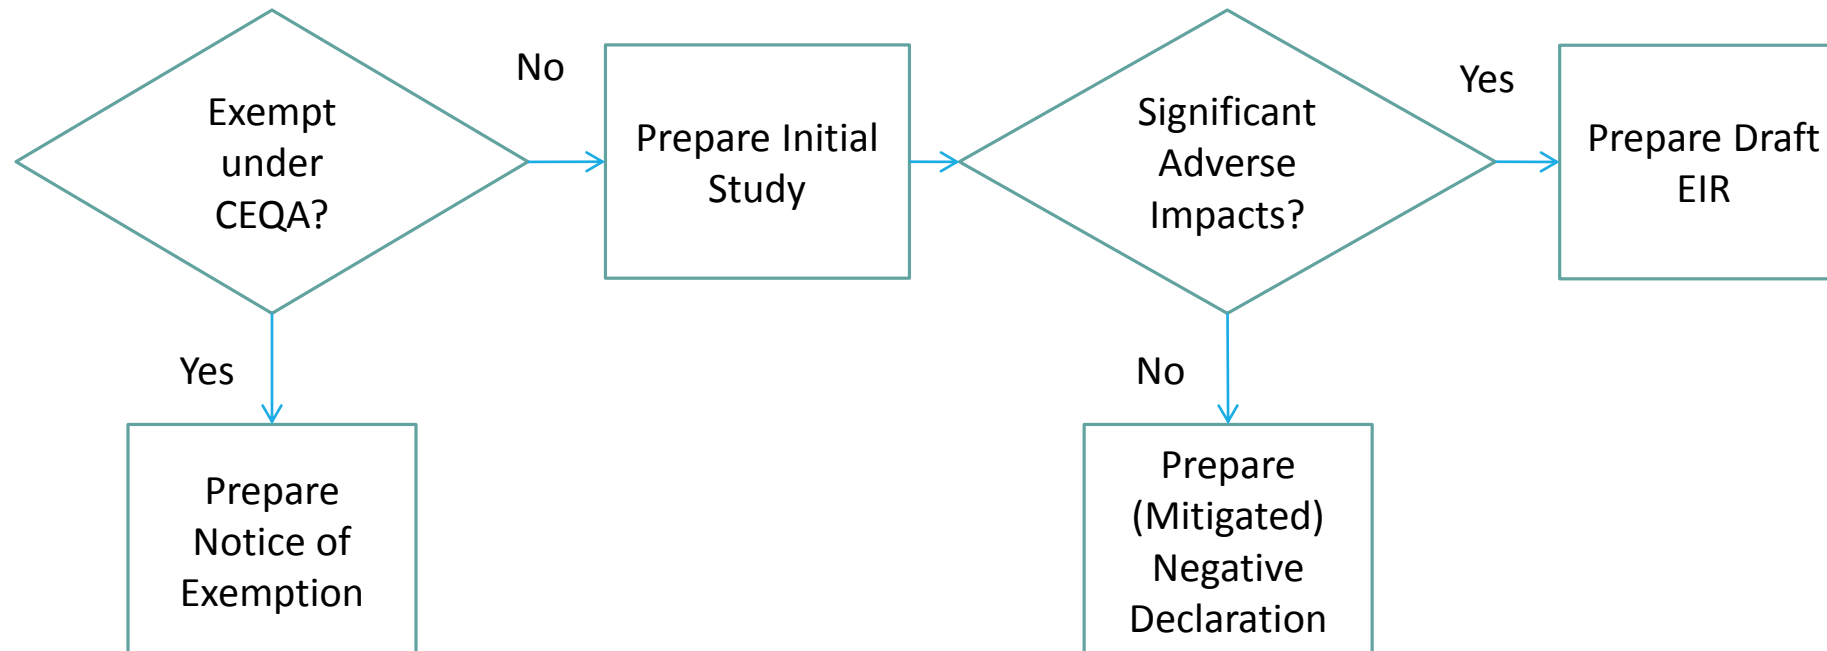 Exempt
under
CEQA?
No
Prepare Initial
Study
Significant
Adverse
Impacts?
Yes
Prepare Draft
EIR
Yes
Prepare
Notice of
Exemption
No
Prepare
(Mitigated)
Negative
Declaration